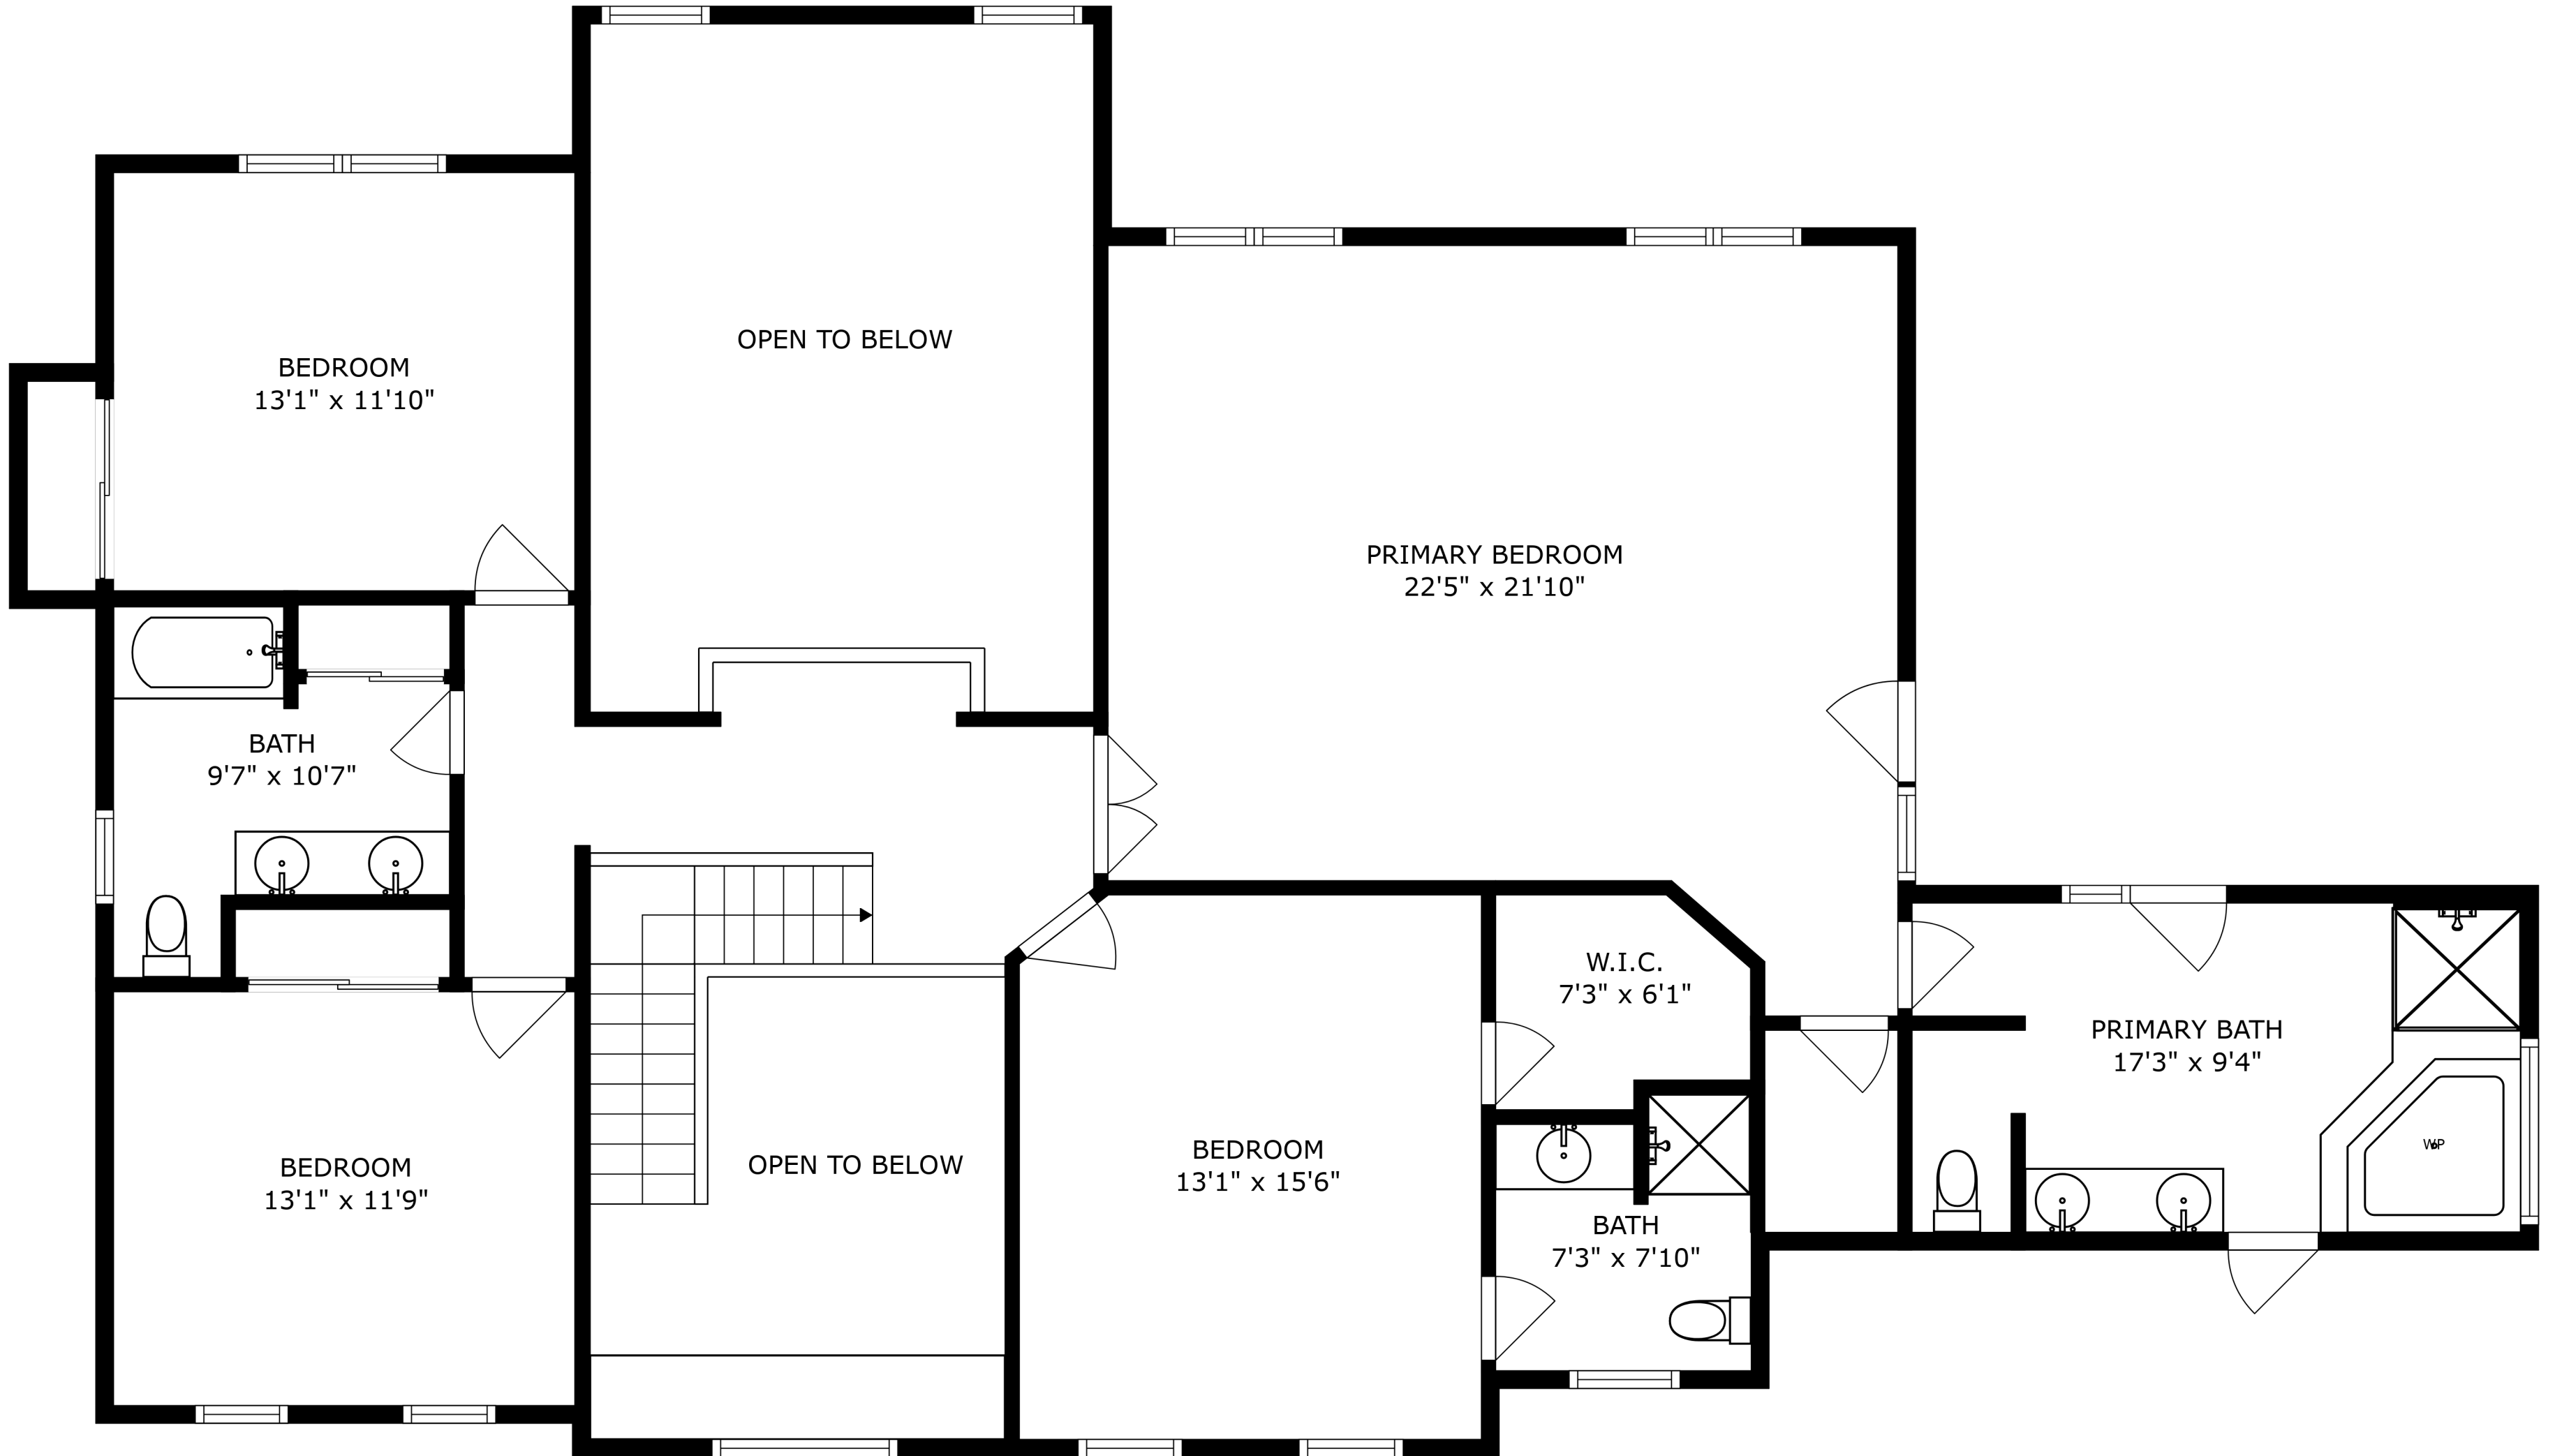 OPEN TO BELOW
BEDROOM
13'1" x 11'10"
PRIMARY BEDROOM
22'5" x 21'10"
BATH
9'7" x 10'7"
W.I.C.
7'3" x 6'1"
PRIMARY BATH
17'3" x 9'4"
WP
BEDROOM
13'1" x 11'9"
OPEN TO BELOW
BEDROOM
13'1" x 15'6"
BATH
7'3" x 7'10"